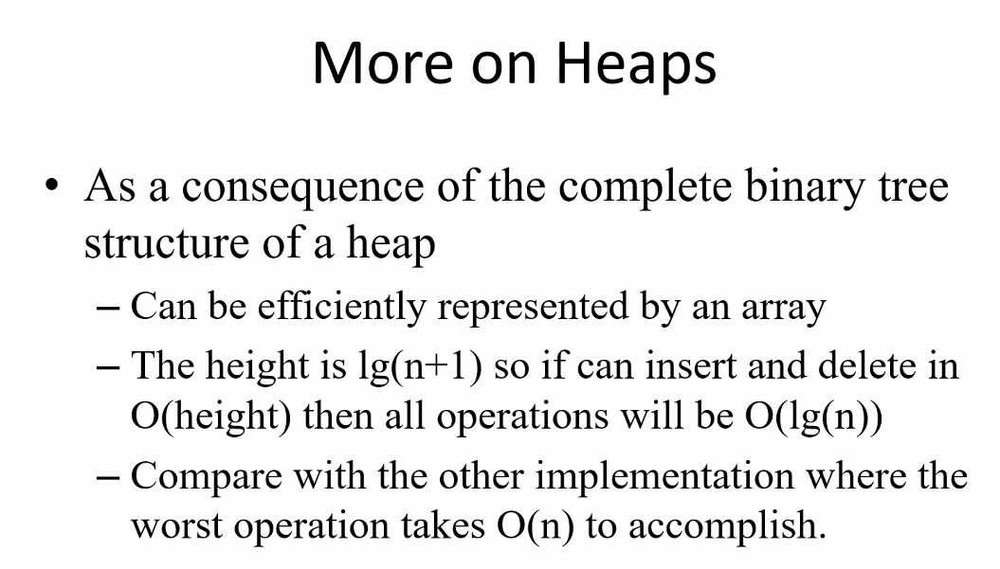 More on Heaps
• As a consequence of the complete binary tree
structure of a heap
– Can be efficiently represented by an array
– The height is lg(n+1) so if can insert and delete in
O(height) then all operations will be O(lg(n))
– Compare with the other implementation where the
worst operation takes O(n) to accomplish.